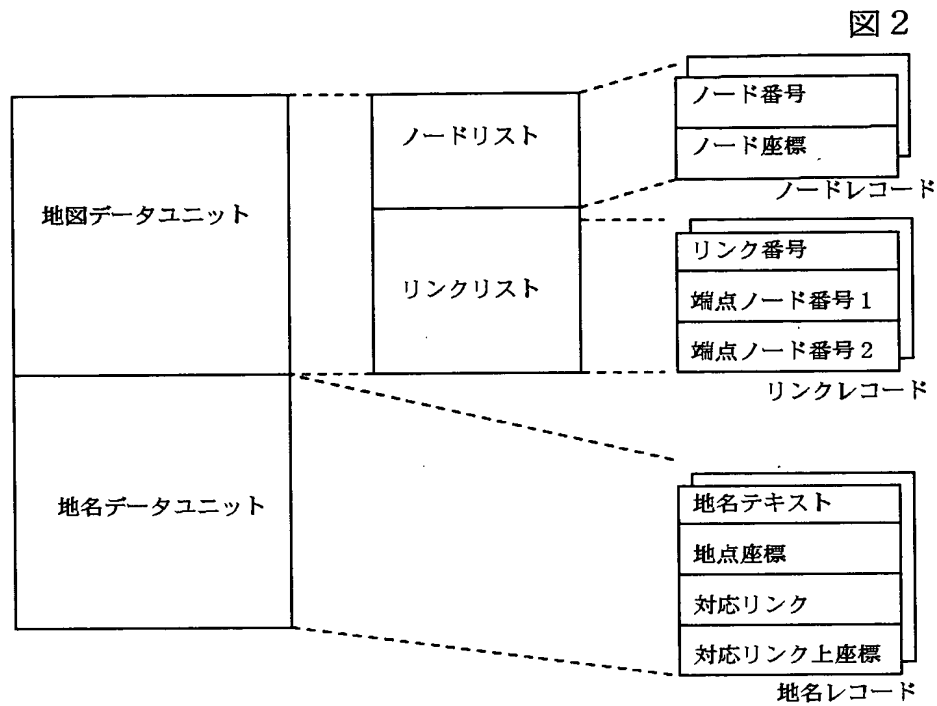 図2
地図データユニット
地名データユニット
ノードリスト
リンクリスト
ノード番号
ノード座標
ノードレコード
リンク番号
端点ノード番号1
端点ノード番号2
リンクレコード
地名テキスト
地点座標
対応リンク
対応リンク上座標
地名レコード